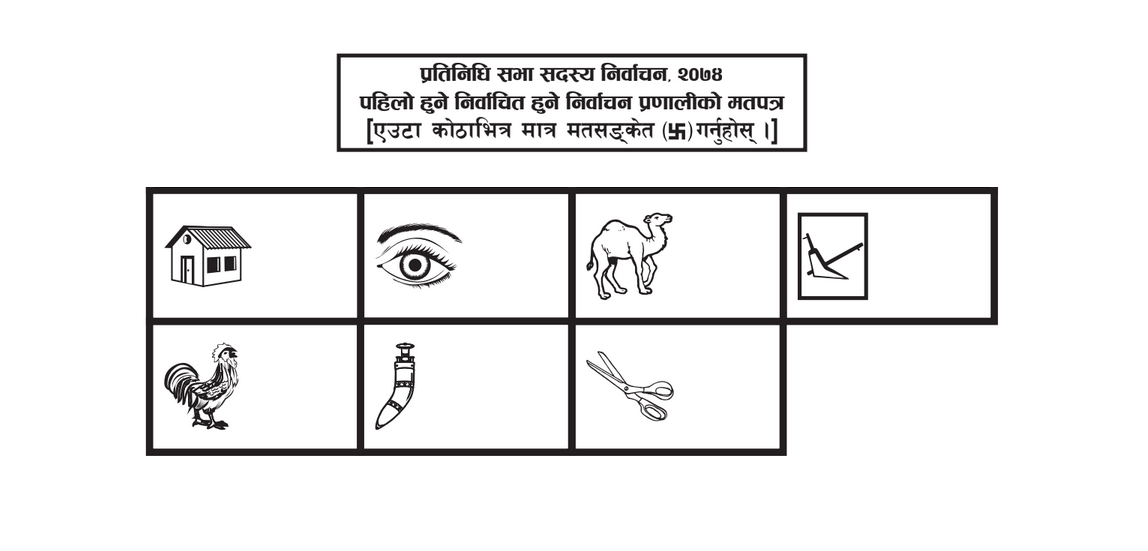 प्रतिनिधि सभा सदस्य निर्वाचन, २०७४
पहिलो हुने निर्वाचित हुने निर्वाचन प्रणालीको मतपत्र
[एउटा कोठाभित्र मात्र मतसङ्केत (卐) गर्नुहोस् ।]